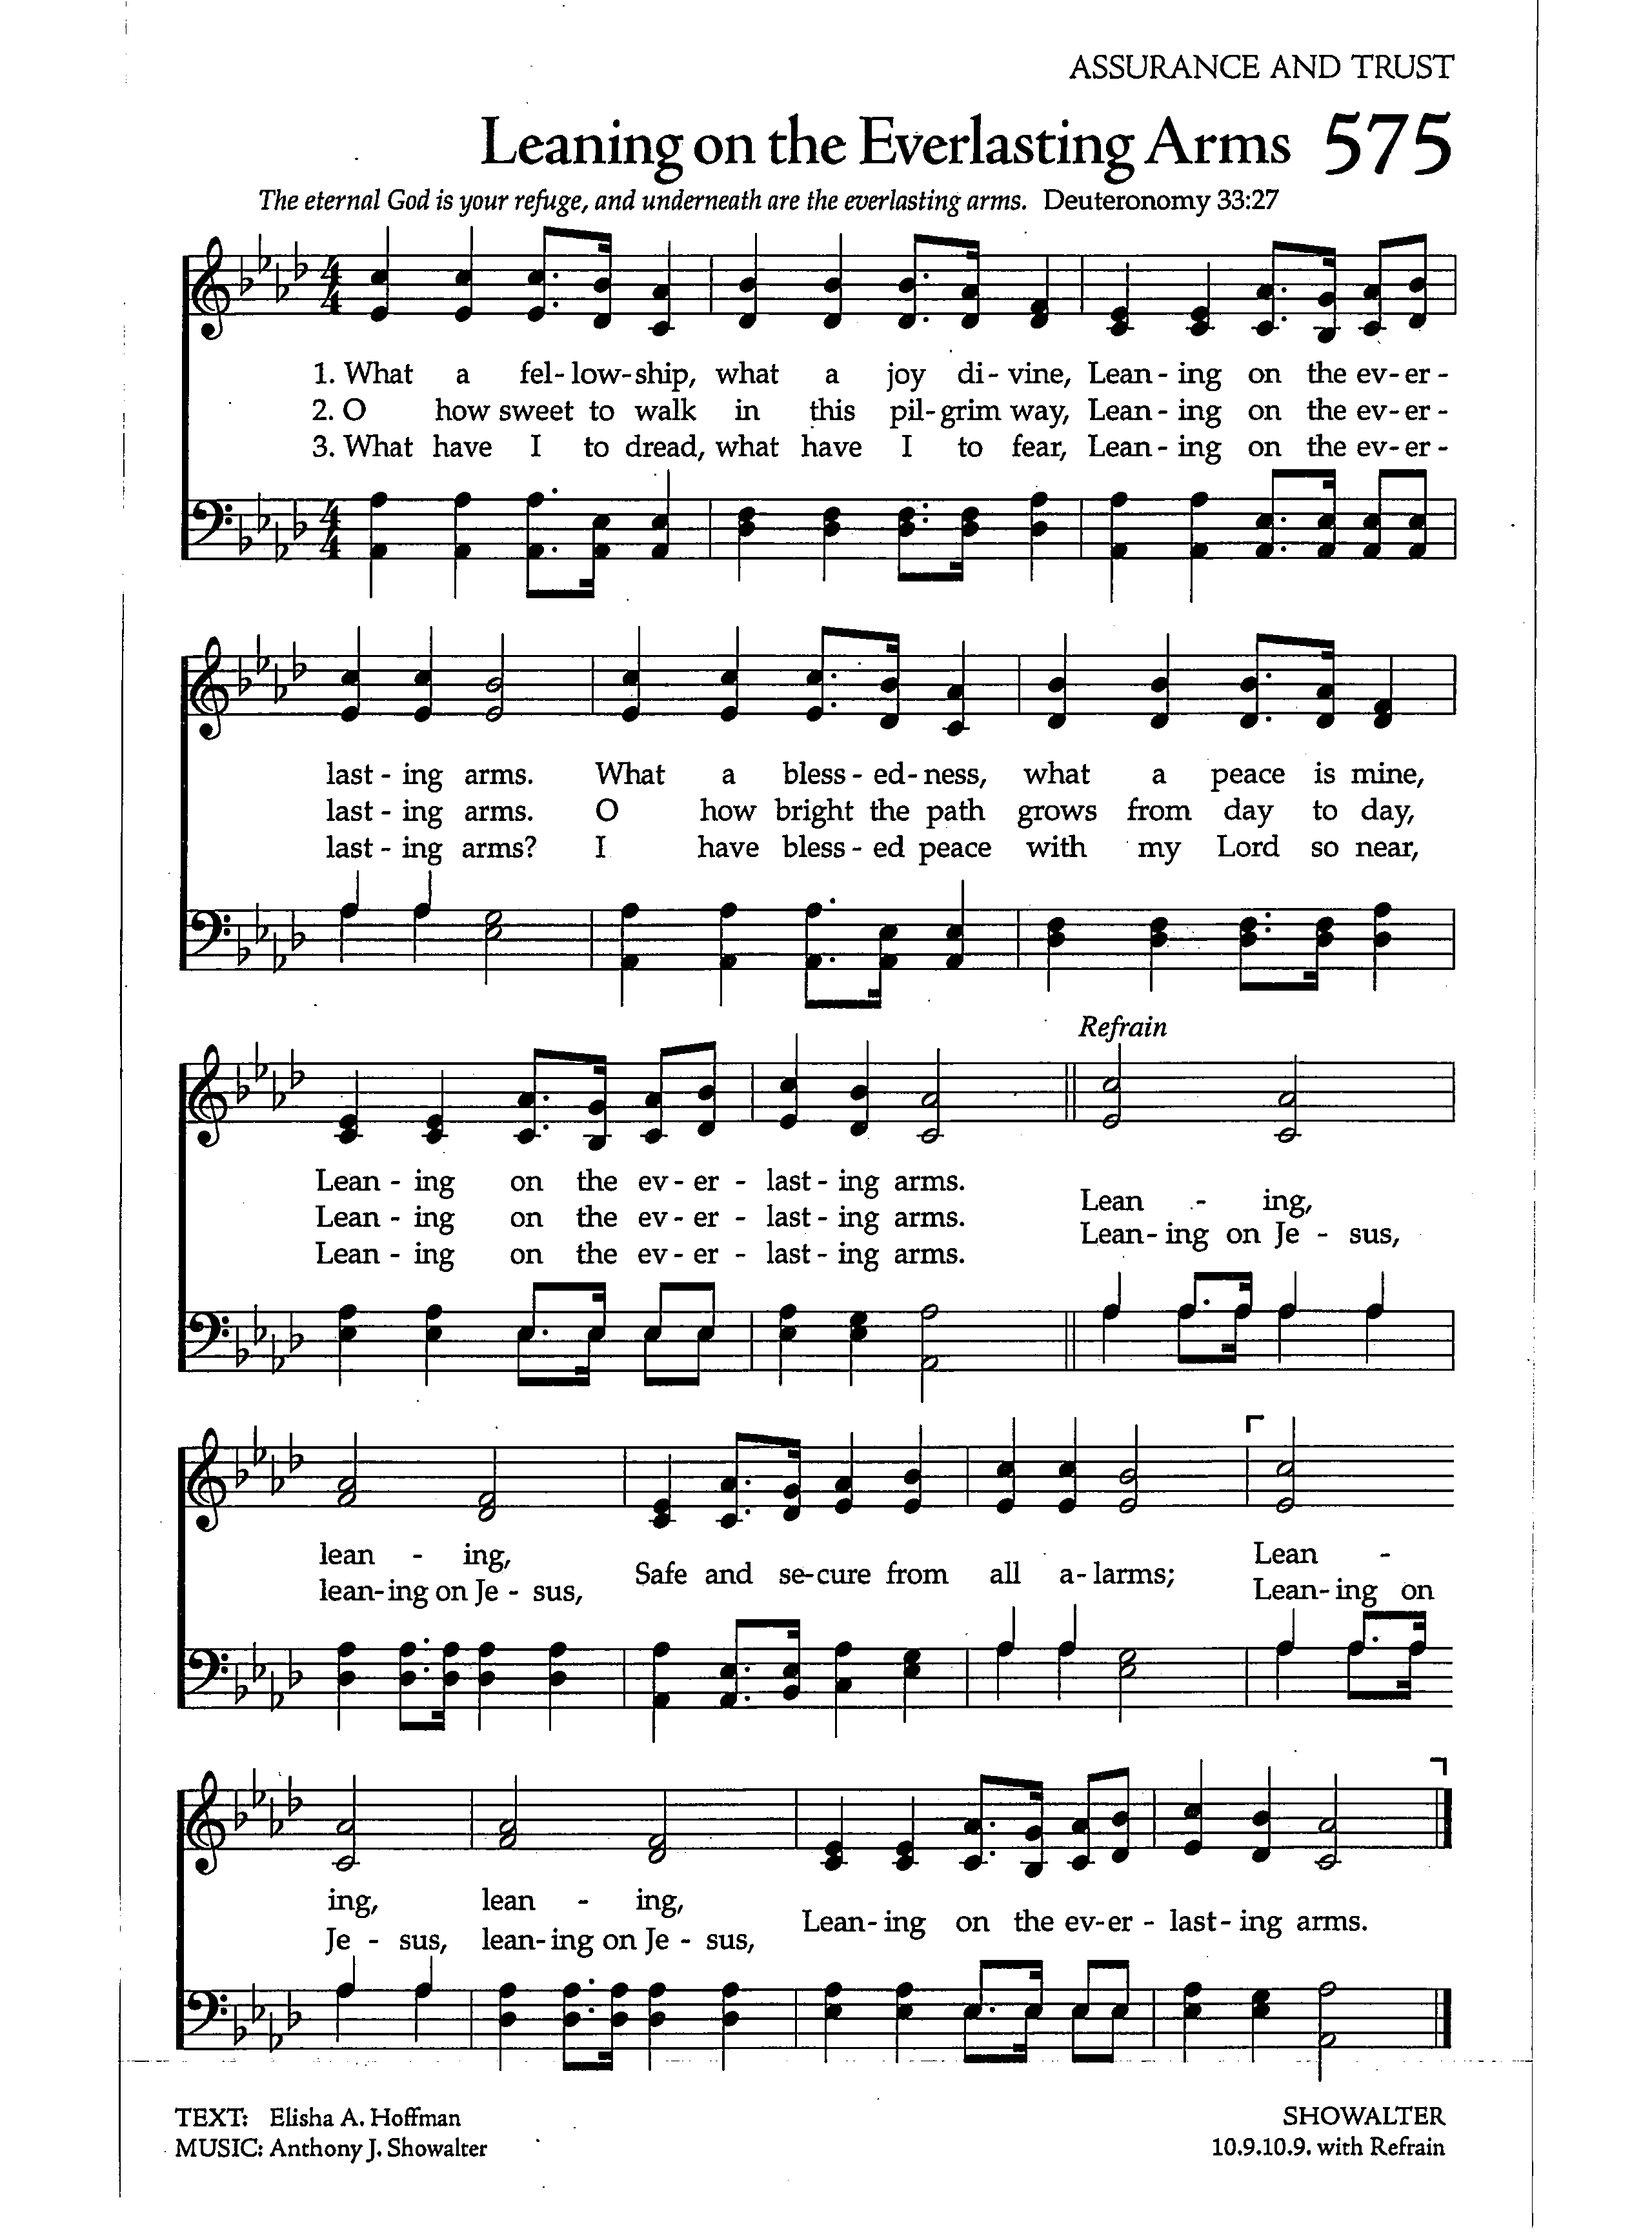 ASSURANCE AND TRUST
Leaning on the Everlasting Arms 575
The eternal God is your refuge, and underneath are the everlasting arms. Deuteronomy 33:27
4 4
1. What a fel-low-ship, what a joy di-vine, Lean-ing on the ev-er-
2. O how sweet to walk in this pil-grim way, Lean-ing on the ev-er-
3. What have I to dread, what have I to fear, Lean-ing on the ev-er-
4 4
last-ing arms. What a bless-ed-ness, what a peace is mine,
last-ing arms. O how bright the path grows from day to day,
last-ing arms? I have bless-ed peace with my Lord so near,
Refrain
Lean-ing on the ev-er-last-ing arms. Lean-ing,
Lean-ing on the ev-er-last-ing arms. Lean-ing on Je-sus,
Lean-ing on the ev-er-last-ing arms.
lean-ing, Safe and se-cure from all a-larms; Lean-
lean-ing on Je-sus, Lean-ing on
ing, lean-ing, Lean-ing on the ev-er-last-ing arms.
Je-sus, lean-ing on Je-sus,
TEXT: Elisha A. Hoffman SHOWALTER
MUSIC: Anthony J. Showalter 10.9.10.9. with Refrain